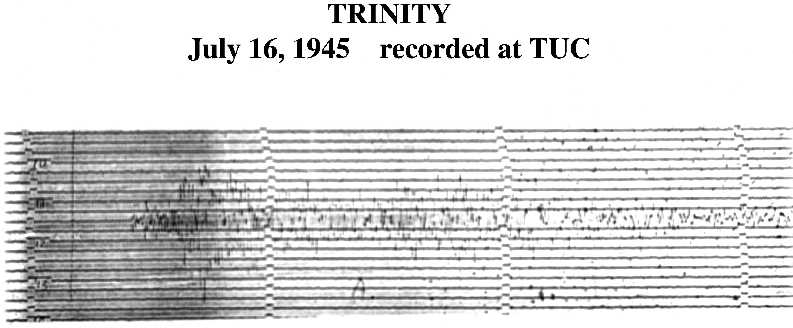 TRINITY
July 16, 1945 recorded at TUC